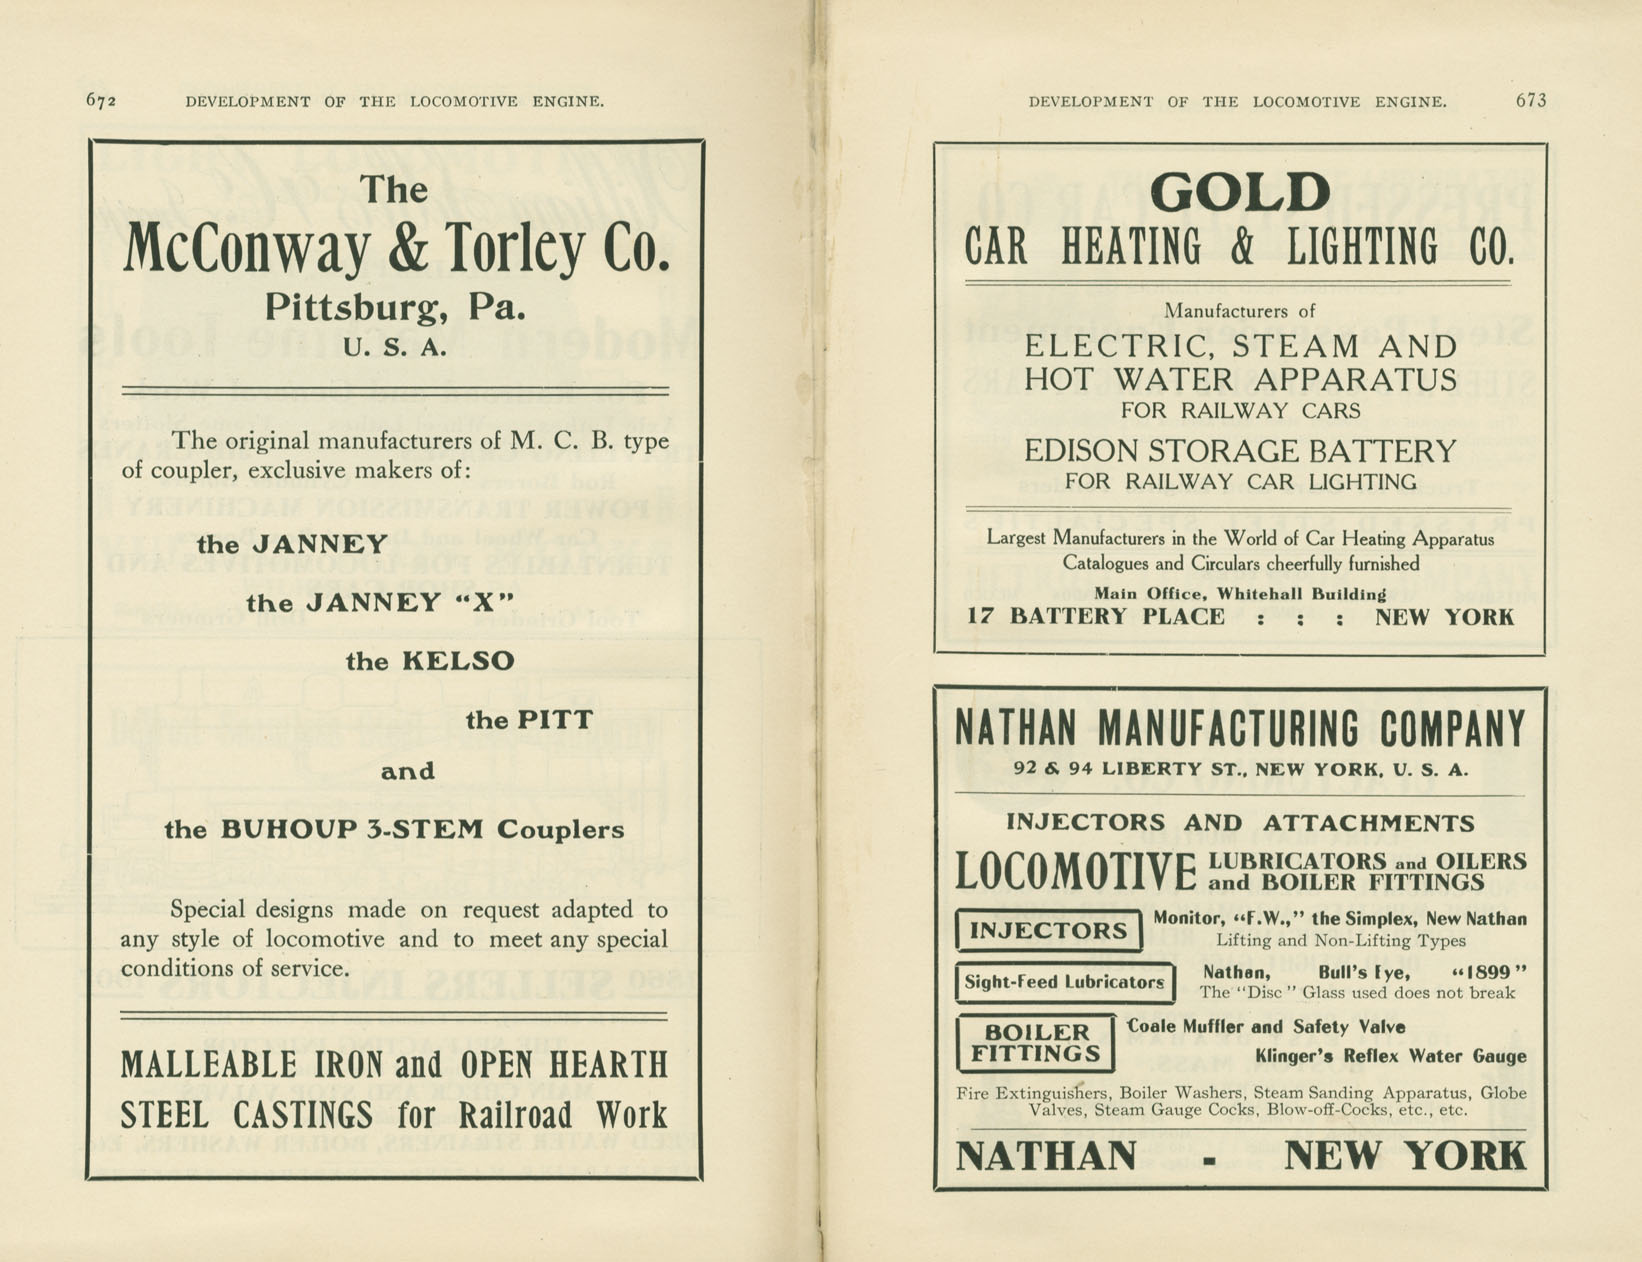 672 DEVELOPMENT OF THE LOCOMOTIVE ENGINE.
The
McConway & Torley Co.
Pittsburg, Pa.
U. S. A.
The original manufacturers of M. C. B. type
of coupler, exclusive makers of:
the JANNEY
the JANNEY “X”
the KELSO
the PITT
and
the BUHOUP 3-STEM Couplers
Special designs made on request adapted to
any style of locomotive and to meet any special
conditions of service.
MALLEABLE IRON and OPEN HEARTH
STEEL CASTINGS for Railroad Work
DEVELOPMENT OF THE LOCOMOTIVE ENGINE. 673
GOLD
CAR HEATING & LIGHTING CO.
Manufacturers of
ELECTRIC, STEAM AND
HOT WATER APPARATUS
FOR RAILWAY CARS
EDISON STORAGE BATTERY
FOR RAILWAY CAR LIGHTING
Largest Manufacturers in the World of Car Heating Apparatus
Catalogues and Circulars cheerfully furnished
Main Office, Whitehall Building
17 BATTERY PLACE : : : NEW YORK
NATHAN MANUFACTURING COMPANY
92 & 94 LIBERTY ST., NEW YORK, U. S. A.
INJECTORS AND ATTACHMENTS
LOCOMOTIVE LUBRICATORS and OILERS
and BOILER FITTINGS
INJECTORS Monitor, “F.W.,” the Simplex, New Nathan
Lifting and Non-Lifting Types
Sight-Feed Lubricators Nathan, Bull's Eye, “1899”
The “Disc” Glass used does not break
BOILER FITTINGS Coale Muffler and Safety Valve
Klinger's Reflex Water Gauge
Fire Extinguishers, Boiler Washers, Steam Sanding Apparatus, Globe
Valves, Steam Gauge Cocks, Blow-off-Cocks, etc., etc.
NATHAN - NEW YORK